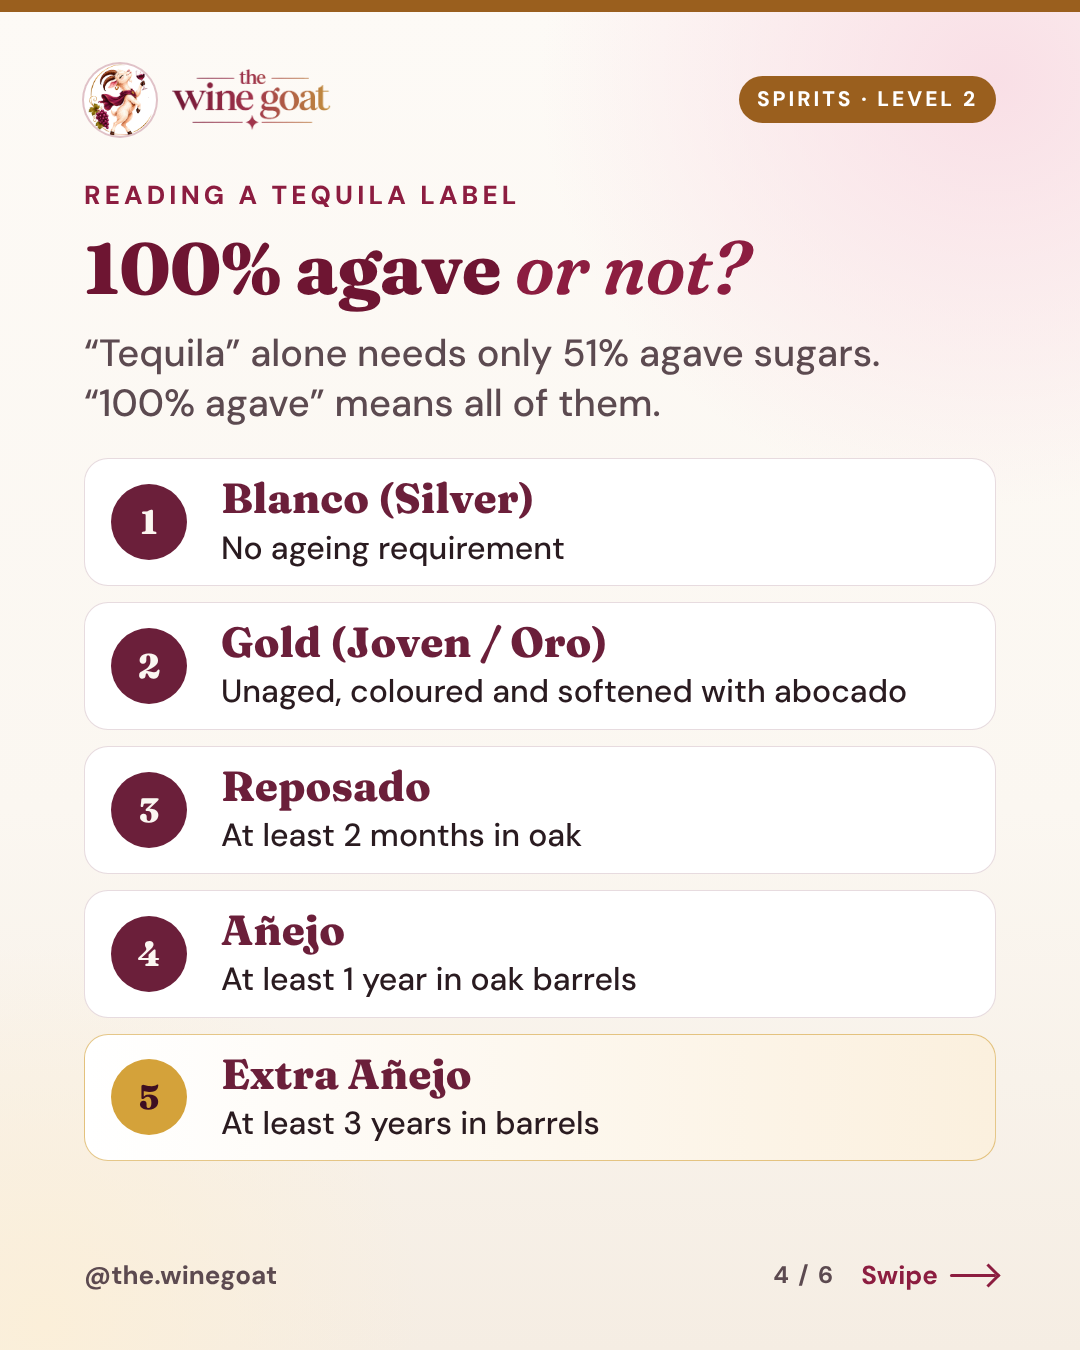 the
wine goat
SPIRITS · LEVEL 2
READING A TEQUILA LABEL
100% agave or not?
“Tequila” alone needs only 51% agave sugars.
“100% agave” means all of them.
1
Blanco (Silver)
No ageing requirement
2
Gold (Joven / Oro)
Unaged, coloured and softened with abocado
3
Reposado
At least 2 months in oak
4
Añejo
At least 1 year in oak barrels
5
Extra Añejo
At least 3 years in barrels
@the.winegoat
4 / 6 Swipe